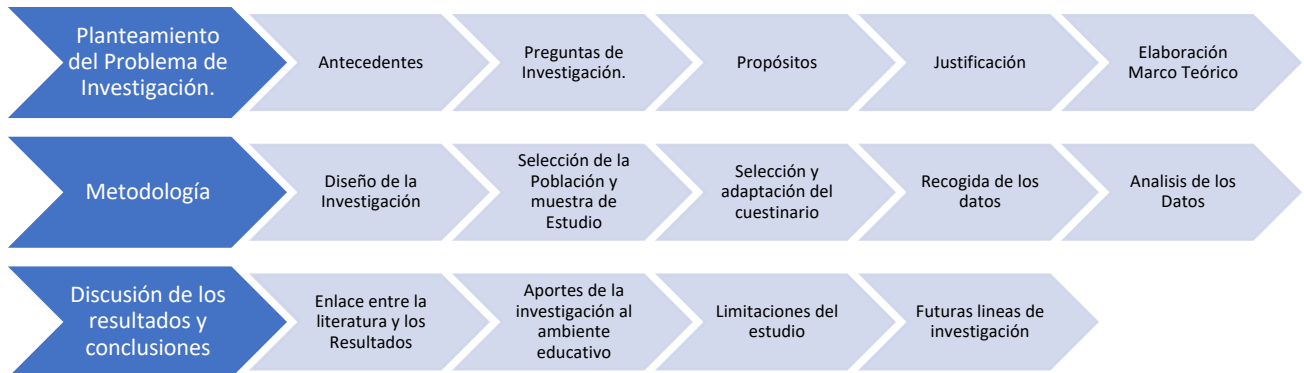 Planteamiento
del Problema de
Investigación.
Antecedentes
Preguntas de
Investigación.
Propósitos
Justificación
Elaboración
Marco Teórico
Metodología
Diseño de la
Investigación
Selección de la
Población y
muestra de
Estudio
Selección y
adaptación del
cuestinario
Recogida de los
datos
Analisis de los
Datos
Discusión de los
resultados y
conclusiones
Enlace entre la
literatura y los
Resultados
Aportes de la
investigación al
ambiente
educativo
Limitaciones del
estudio
Futuras lineas de
investigación